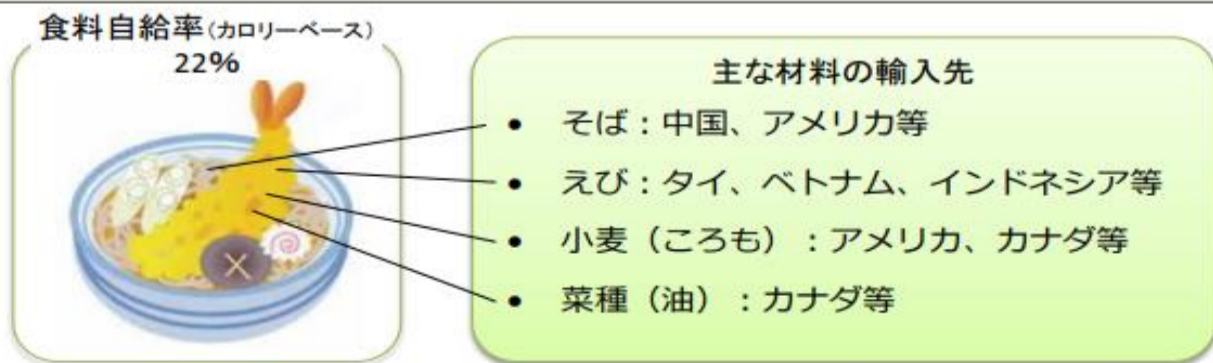 食料自給率(カロリーベース)
22%
主な材料の輸入先
• そば：中国、アメリカ等
• えび：タイ、ベトナム、インドネシア等
• 小麦（ころも）：アメリカ、カナダ等
• 菜種（油）：カナダ等